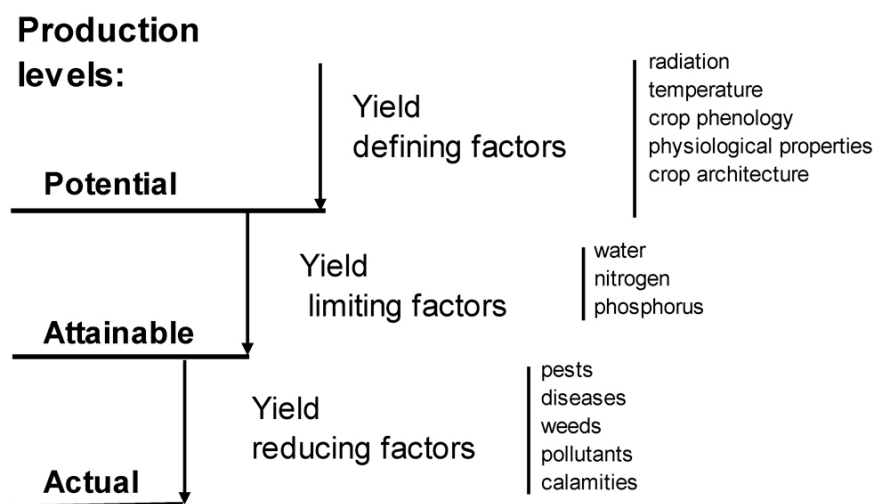 Production
levels:
Yield
defining factors
radiation
temperature
crop phenology
physiological properties
crop architecture
Potential
Yield
limiting factors
water
nitrogen
phosphorus
Attainable
Yield
reducing factors
pests
diseases
weeds
pollutants
calamities
Actual